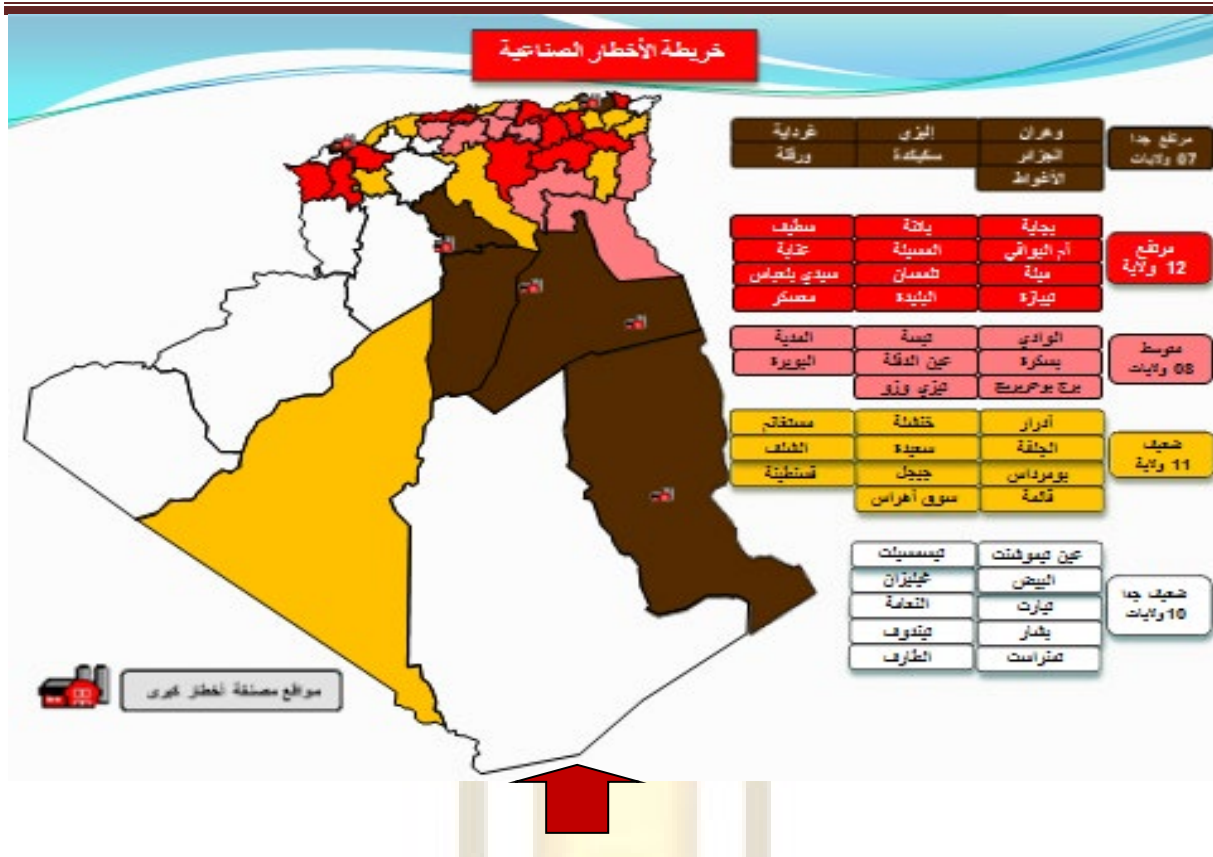 خريطة الأخطار الصناعية
مرتفع جدا
07 ولايات
وهران إليزي غرداية
الجزائر سكيكدة ورقلة
الأغواط
مرتفع
12 ولاية
بجاية باتنة سطيف
أم البواقي المسيلة عنابة
ميلة تلمسان سيدي بلعباس
تيبازة البليدة معسكر
متوسط
08 ولايات
الوادي تبسة المدية
بسكرة عين الدفلة البويرة
برج بوعريريج تيزي وزو
ضعيف
11 ولاية
أدرار خنشلة مستغانم
الجلفة سعيدة الشلف
بومرداس جيجل قسنطينة
قالمة سوق أهراس
ضعيف جدا
10 ولايات
عين تيموشنت تيسمسيلت
البيض غيليزان
تيارت النعامة
بشار تيندوف
تمنراست الطارف
مواقع مصنفة أخطار كبرى